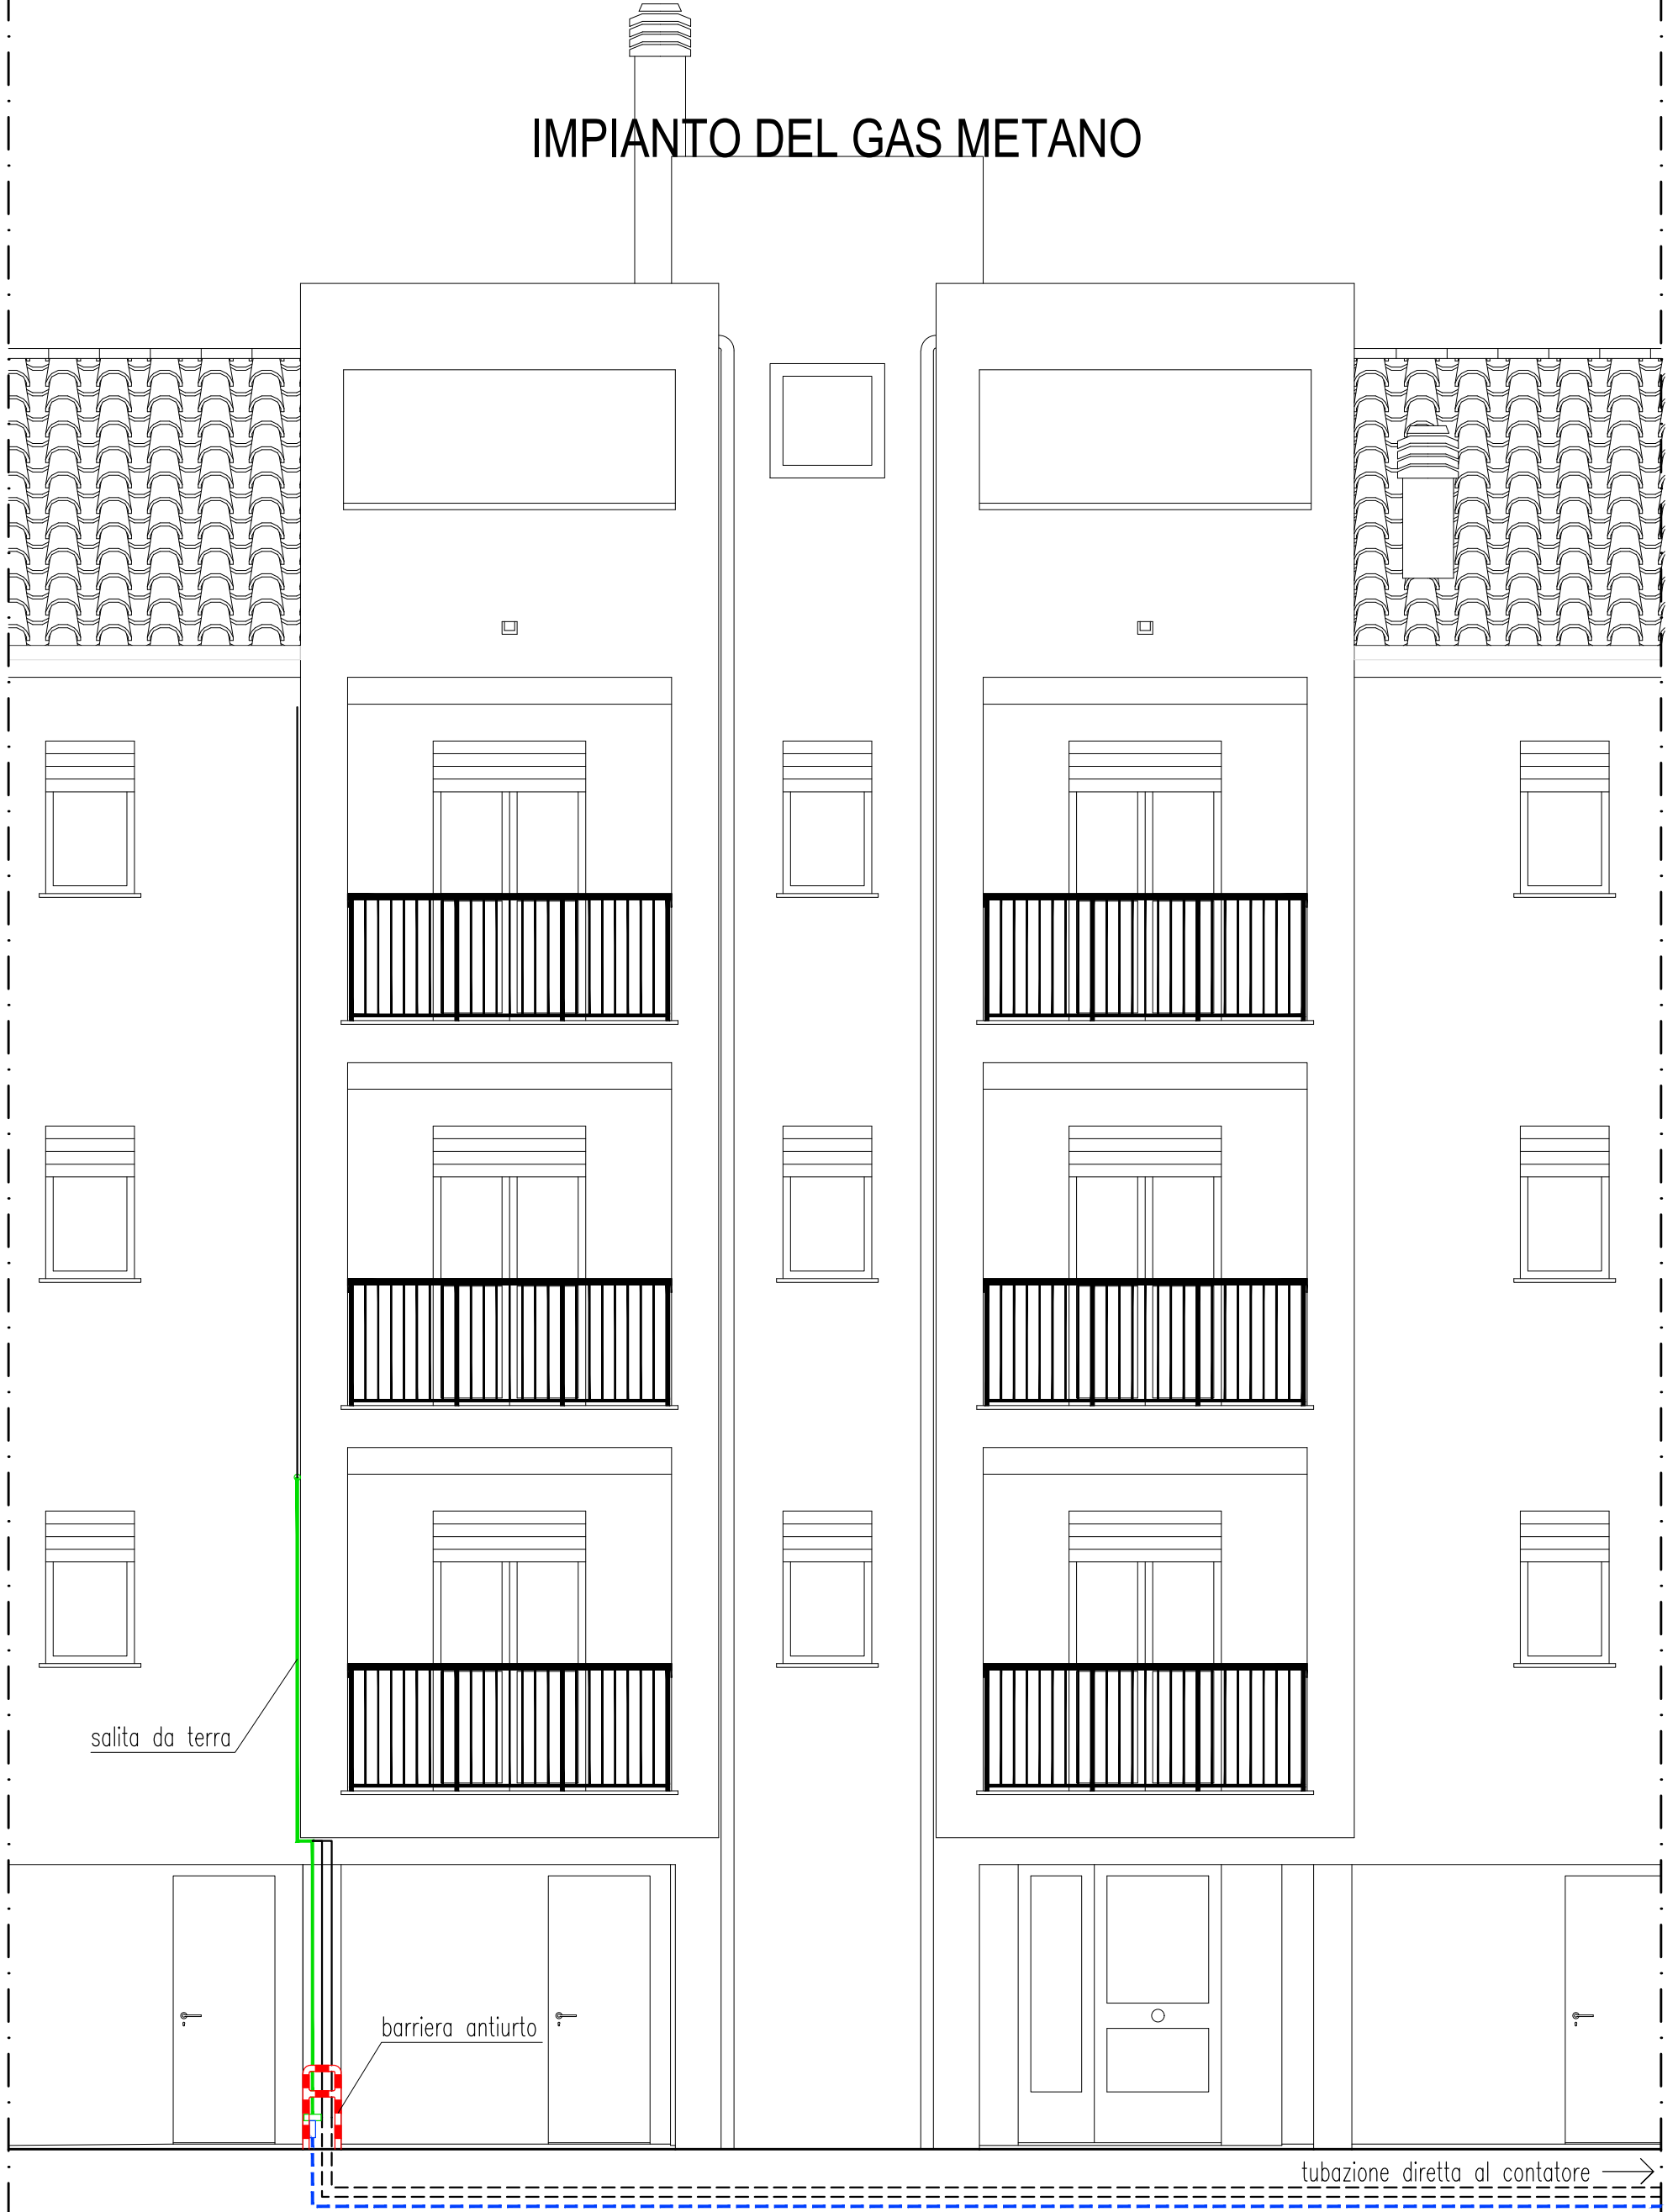 IMPIANTO DEL GAS METANO
salita da terra
barriera antiurto
tubazione diretta al contatore